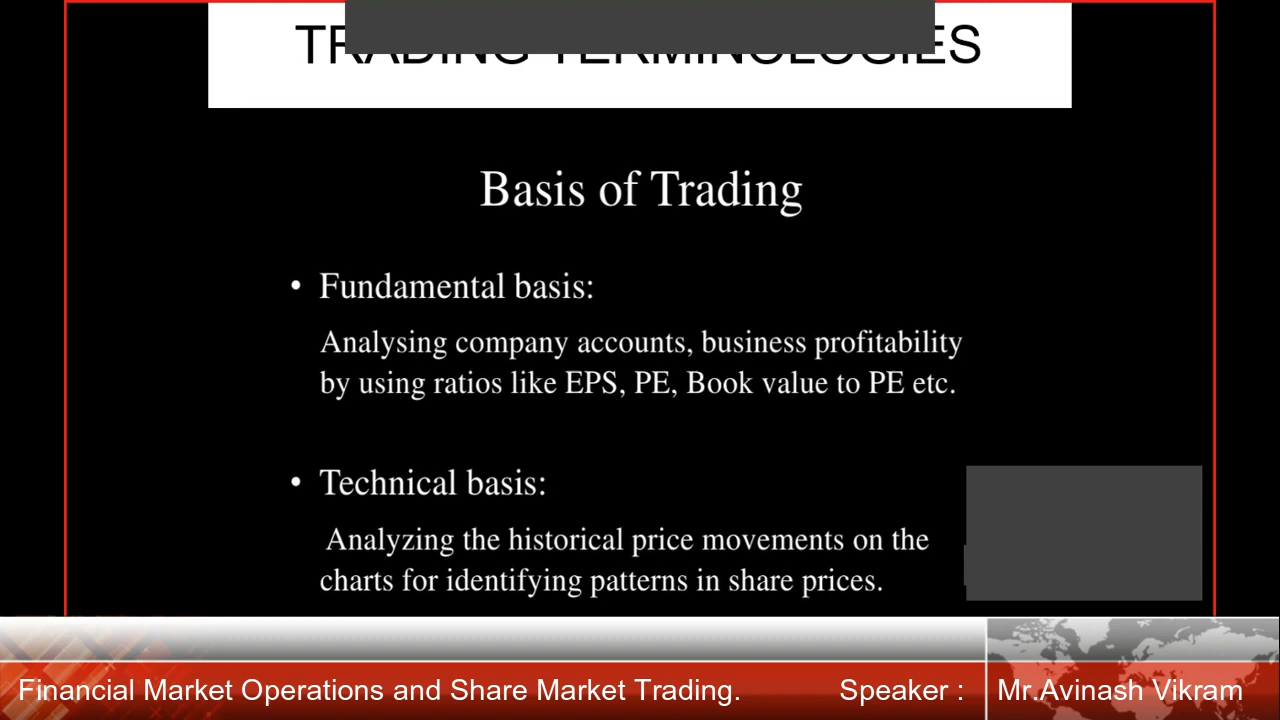 TRADING TERMINOLOGIES
Basis of Trading
• Fundamental basis:
Analysing company accounts, business profitability
by using ratios like EPS, PE, Book value to PE etc.
• Technical basis:
Analyzing the historical price movements on the
charts for identifying patterns in share prices.
Financial Market Operations and Share Market Trading. Speaker : Mr.Avinash Vikram